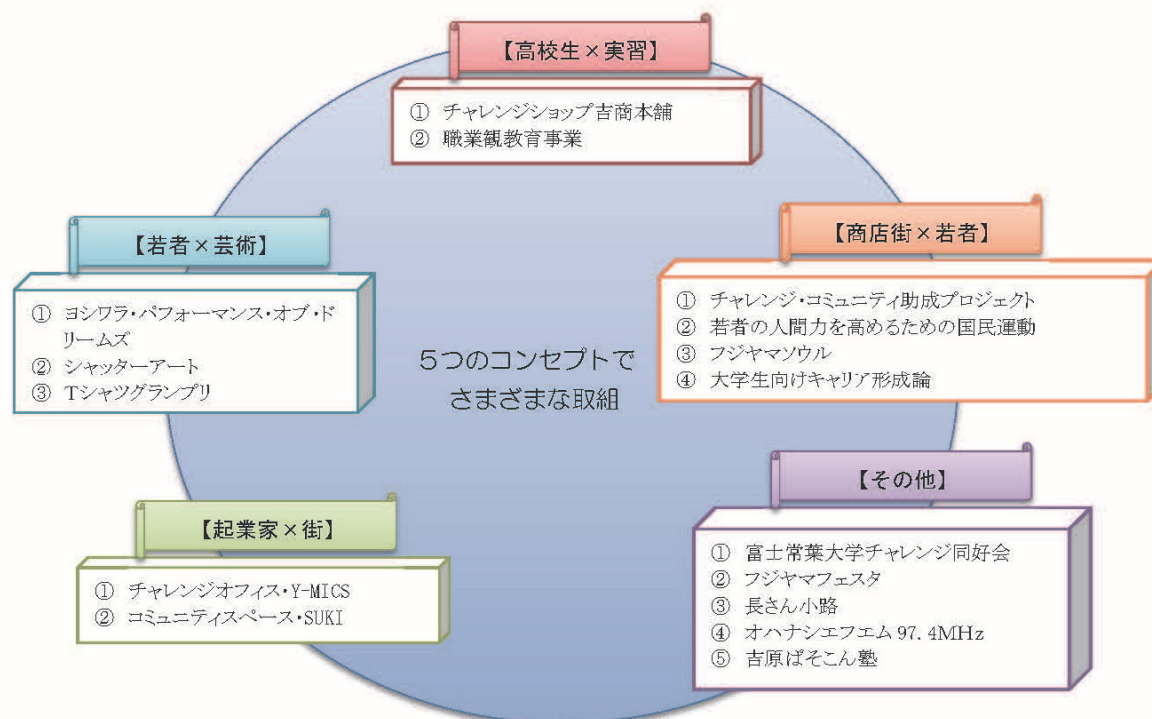 【高校生×実習】
① チャレンジショップ吉商本舗
② 職業観教育事業
【若者×芸術】
① ヨシワラ・パフォーマンス・オブ・ド
リームズ
② シャッターアート
③ Tシャツグランプリ
【商店街×若者】
① チャレンジ・コミュニティ助成プロジェクト
② 若者の人間力を高めるための国民運動
③ フジヤマソウル
④ 大学生向けキャリア形成論
5つのコンセプトで
さまざまな取組
【起業家×街】
① チャレンジオフィス・Y-MICS
② コミュニティスペース・SUKI
【その他】
① 富士常葉大学チャレンジ同好会
② フジヤマフェスタ
③ 長さん小路
④ オハナシエフエム 97.4MHz
⑤ 吉原ぱそこん塾